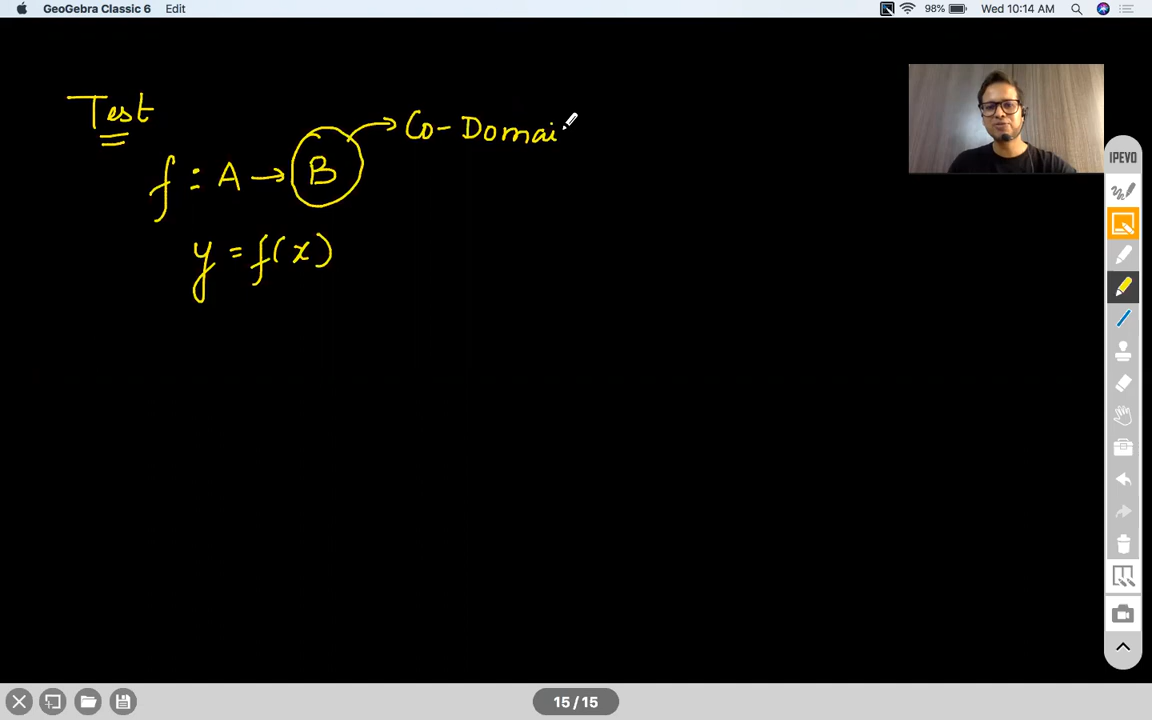 GeoGebra Classic 6 Edit 98% Wed 10:14 AM
Test
Co-Domai
f : A → B
y = f(x)
IPEVO
15 / 15